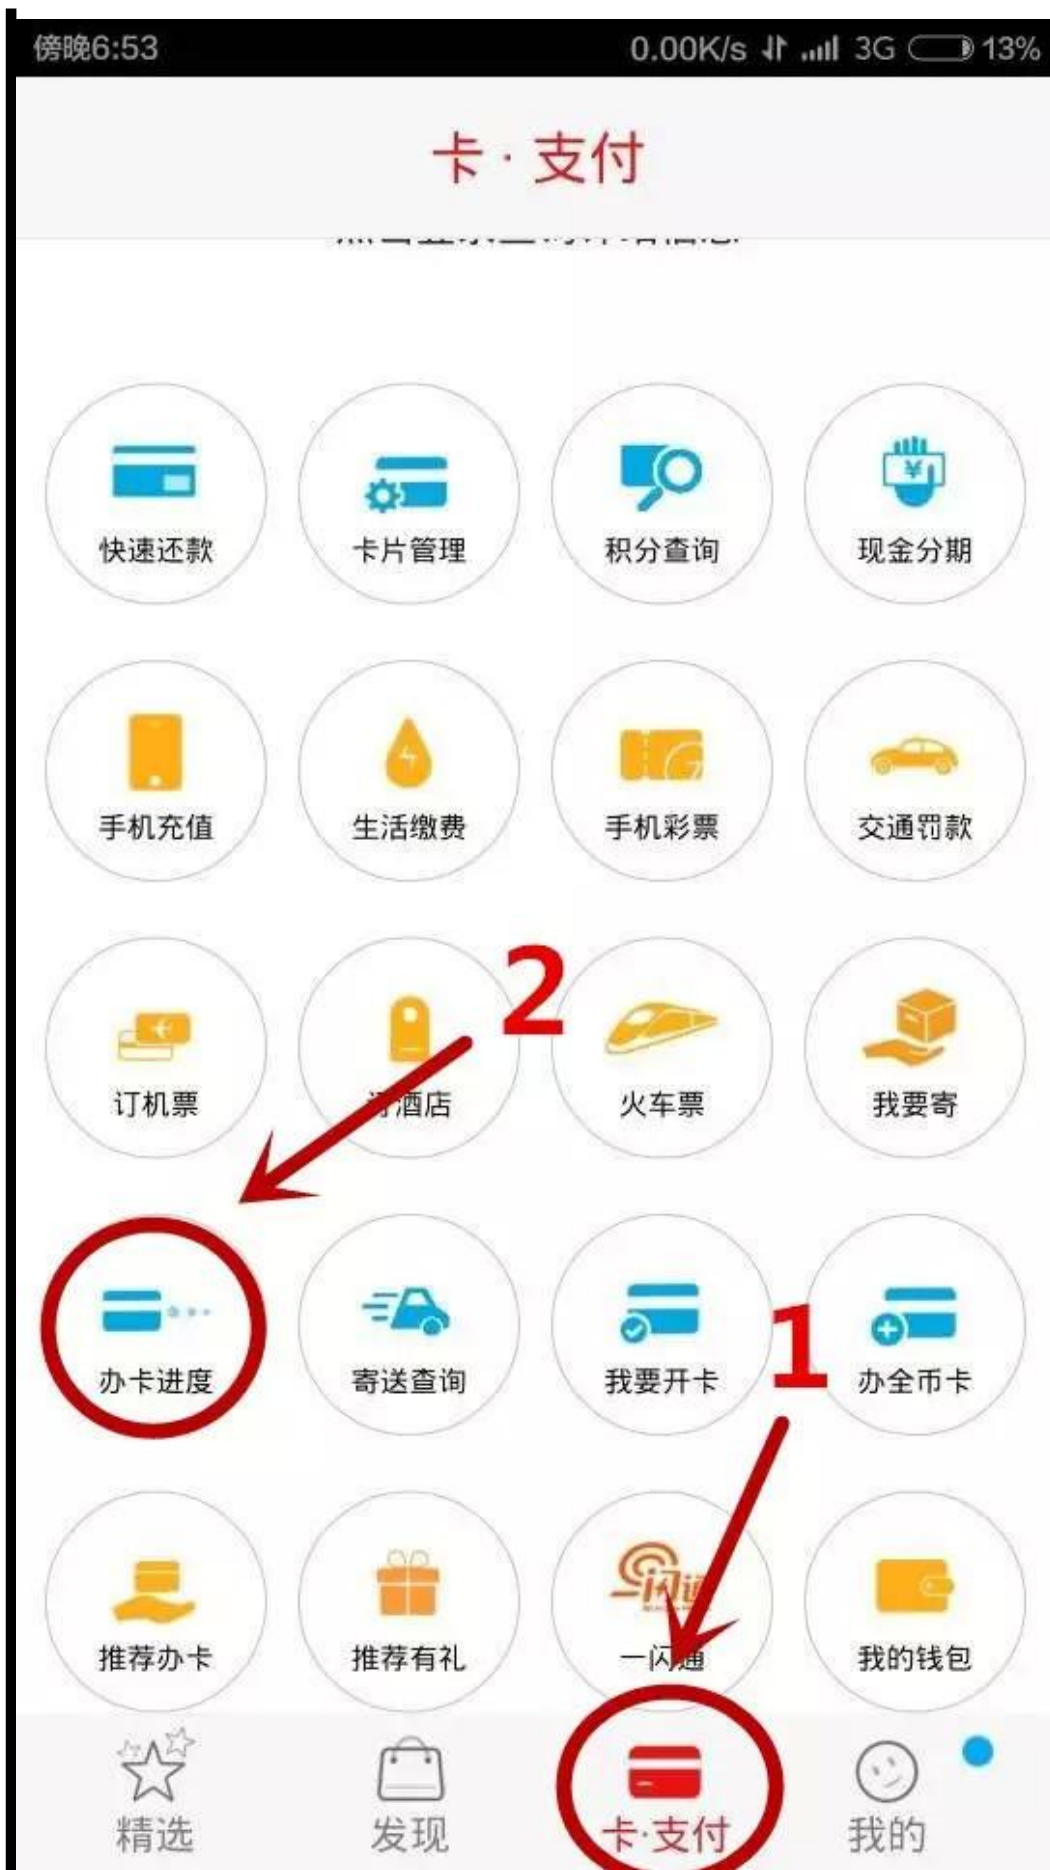 傍晚6:53 0.00K/s 3G 13%
卡·支付
快速还款 卡片管理 积分查询 现金分期
手机充值 生活缴费 手机彩票 交通罚款
2
订机票 订酒店 火车票 我要寄
1
办卡进度 寄送查询 我要开卡 办全币卡
推荐办卡 推荐有礼 一闪通 我的钱包
精选 发现 卡·支付 我的